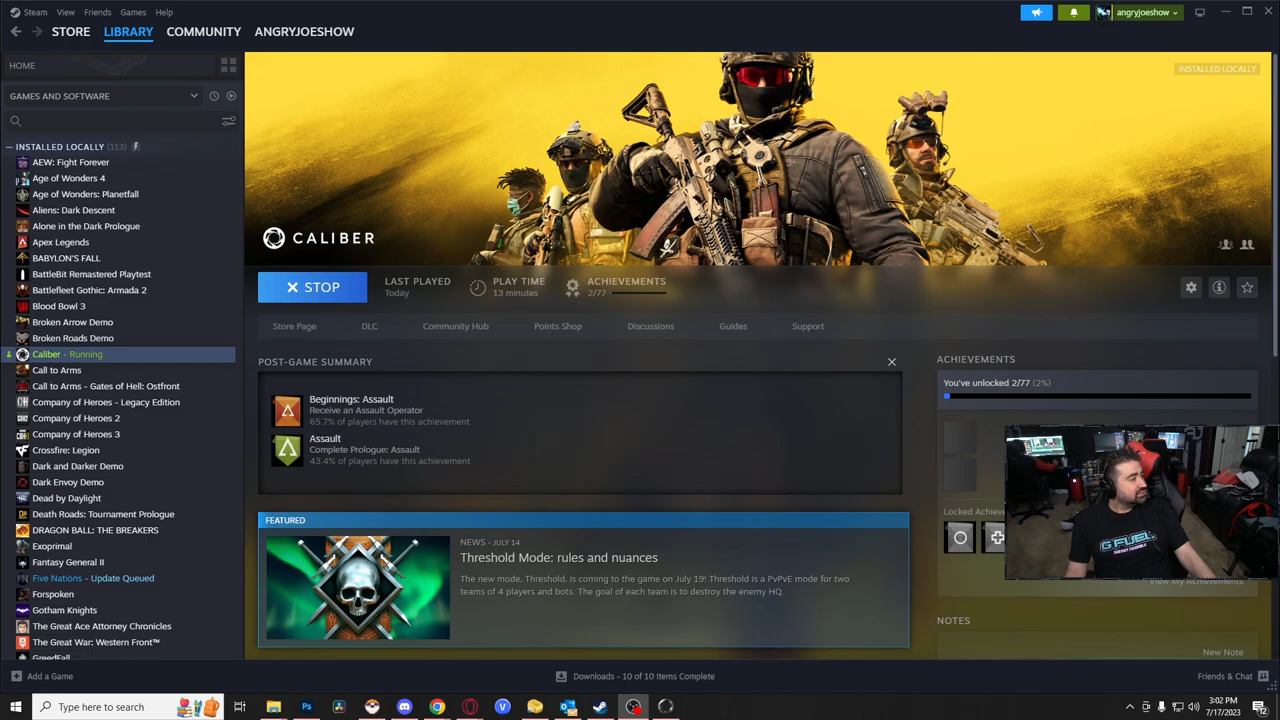 Steam View Friends Games Help
angryjoeshow
STORE LIBRARY COMMUNITY ANGRYJOESHOW
HOME
GAMES AND SOFTWARE
INSTALLED LOCALLY (113)
AEW: Fight Forever
Age of Wonders 4
Age of Wonders: Planetfall
Aliens: Dark Descent
Alone in the Dark Prologue
Apex Legends
BABYLON'S FALL
BattleBit Remastered Playtest
Battlefleet Gothic: Armada 2
Blood Bowl 3
Broken Arrow Demo
Broken Roads Demo
Caliber - Running
Call to Arms
Call to Arms - Gates of Hell: Ostfront
Company of Heroes - Legacy Edition
Company of Heroes 2
Company of Heroes 3
Crossfire: Legion
Dark and Darker Demo
Dark Envoy Demo
Dead by Daylight
Death Roads: Tournament Prologue
DRAGON BALL: THE BREAKERS
Exoprimal
Fantasy General II
Five Nations - Update Queued
Forspoken
Gotham Knights
The Great Ace Attorney Chronicles
The Great War: Western Front™
GreedFall
INSTALLED LOCALLY
CALIBER
STOP
LAST PLAYED
Today
PLAY TIME
13 minutes
ACHIEVEMENTS
2/77
Store Page DLC Community Hub Points Shop Discussions Guides Support
POST-GAME SUMMARY
Beginnings: Assault
Receive an Assault Operator
65.7% of players have this achievement
Assault
Complete Prologue: Assault
43.4% of players have this achievement
FEATURED
NEWS - JULY 14
Threshold Mode: rules and nuances
The new mode, Threshold, is coming to the game on July 19! Threshold is a PvPvE mode for two
teams of 4 players and bots. The goal of each team is to destroy the enemy HQ.
ACHIEVEMENTS
You've unlocked 2/77 (2%)
Locked
G FUEL
View My Achievements
NOTES
New Note
Add a Game
Downloads - 10 of 10 Items Complete
Friends & Chat
Type here to search
3:02 PM
7/17/2023
12